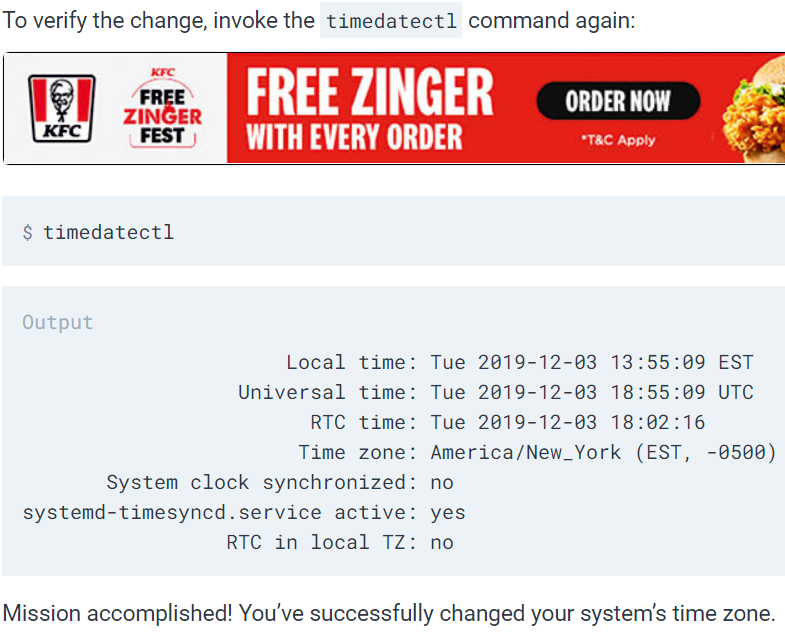 To verify the change, invoke the timedatectl command again:
KFC
KFC
FREE
ZINGER
FEST
FREE ZINGER
WITH EVERY ORDER
ORDER NOW
*T&C Apply
$ timedatectl
Output
Local time: Tue 2019-12-03 13:55:09 EST
Universal time: Tue 2019-12-03 18:55:09 UTC
RTC time: Tue 2019-12-03 18:02:16
Time zone: America/New_York (EST, -0500)
System clock synchronized: no
systemd-timesyncd.service active: yes
RTC in local TZ: no
Mission accomplished! You’ve successfully changed your system’s time zone.